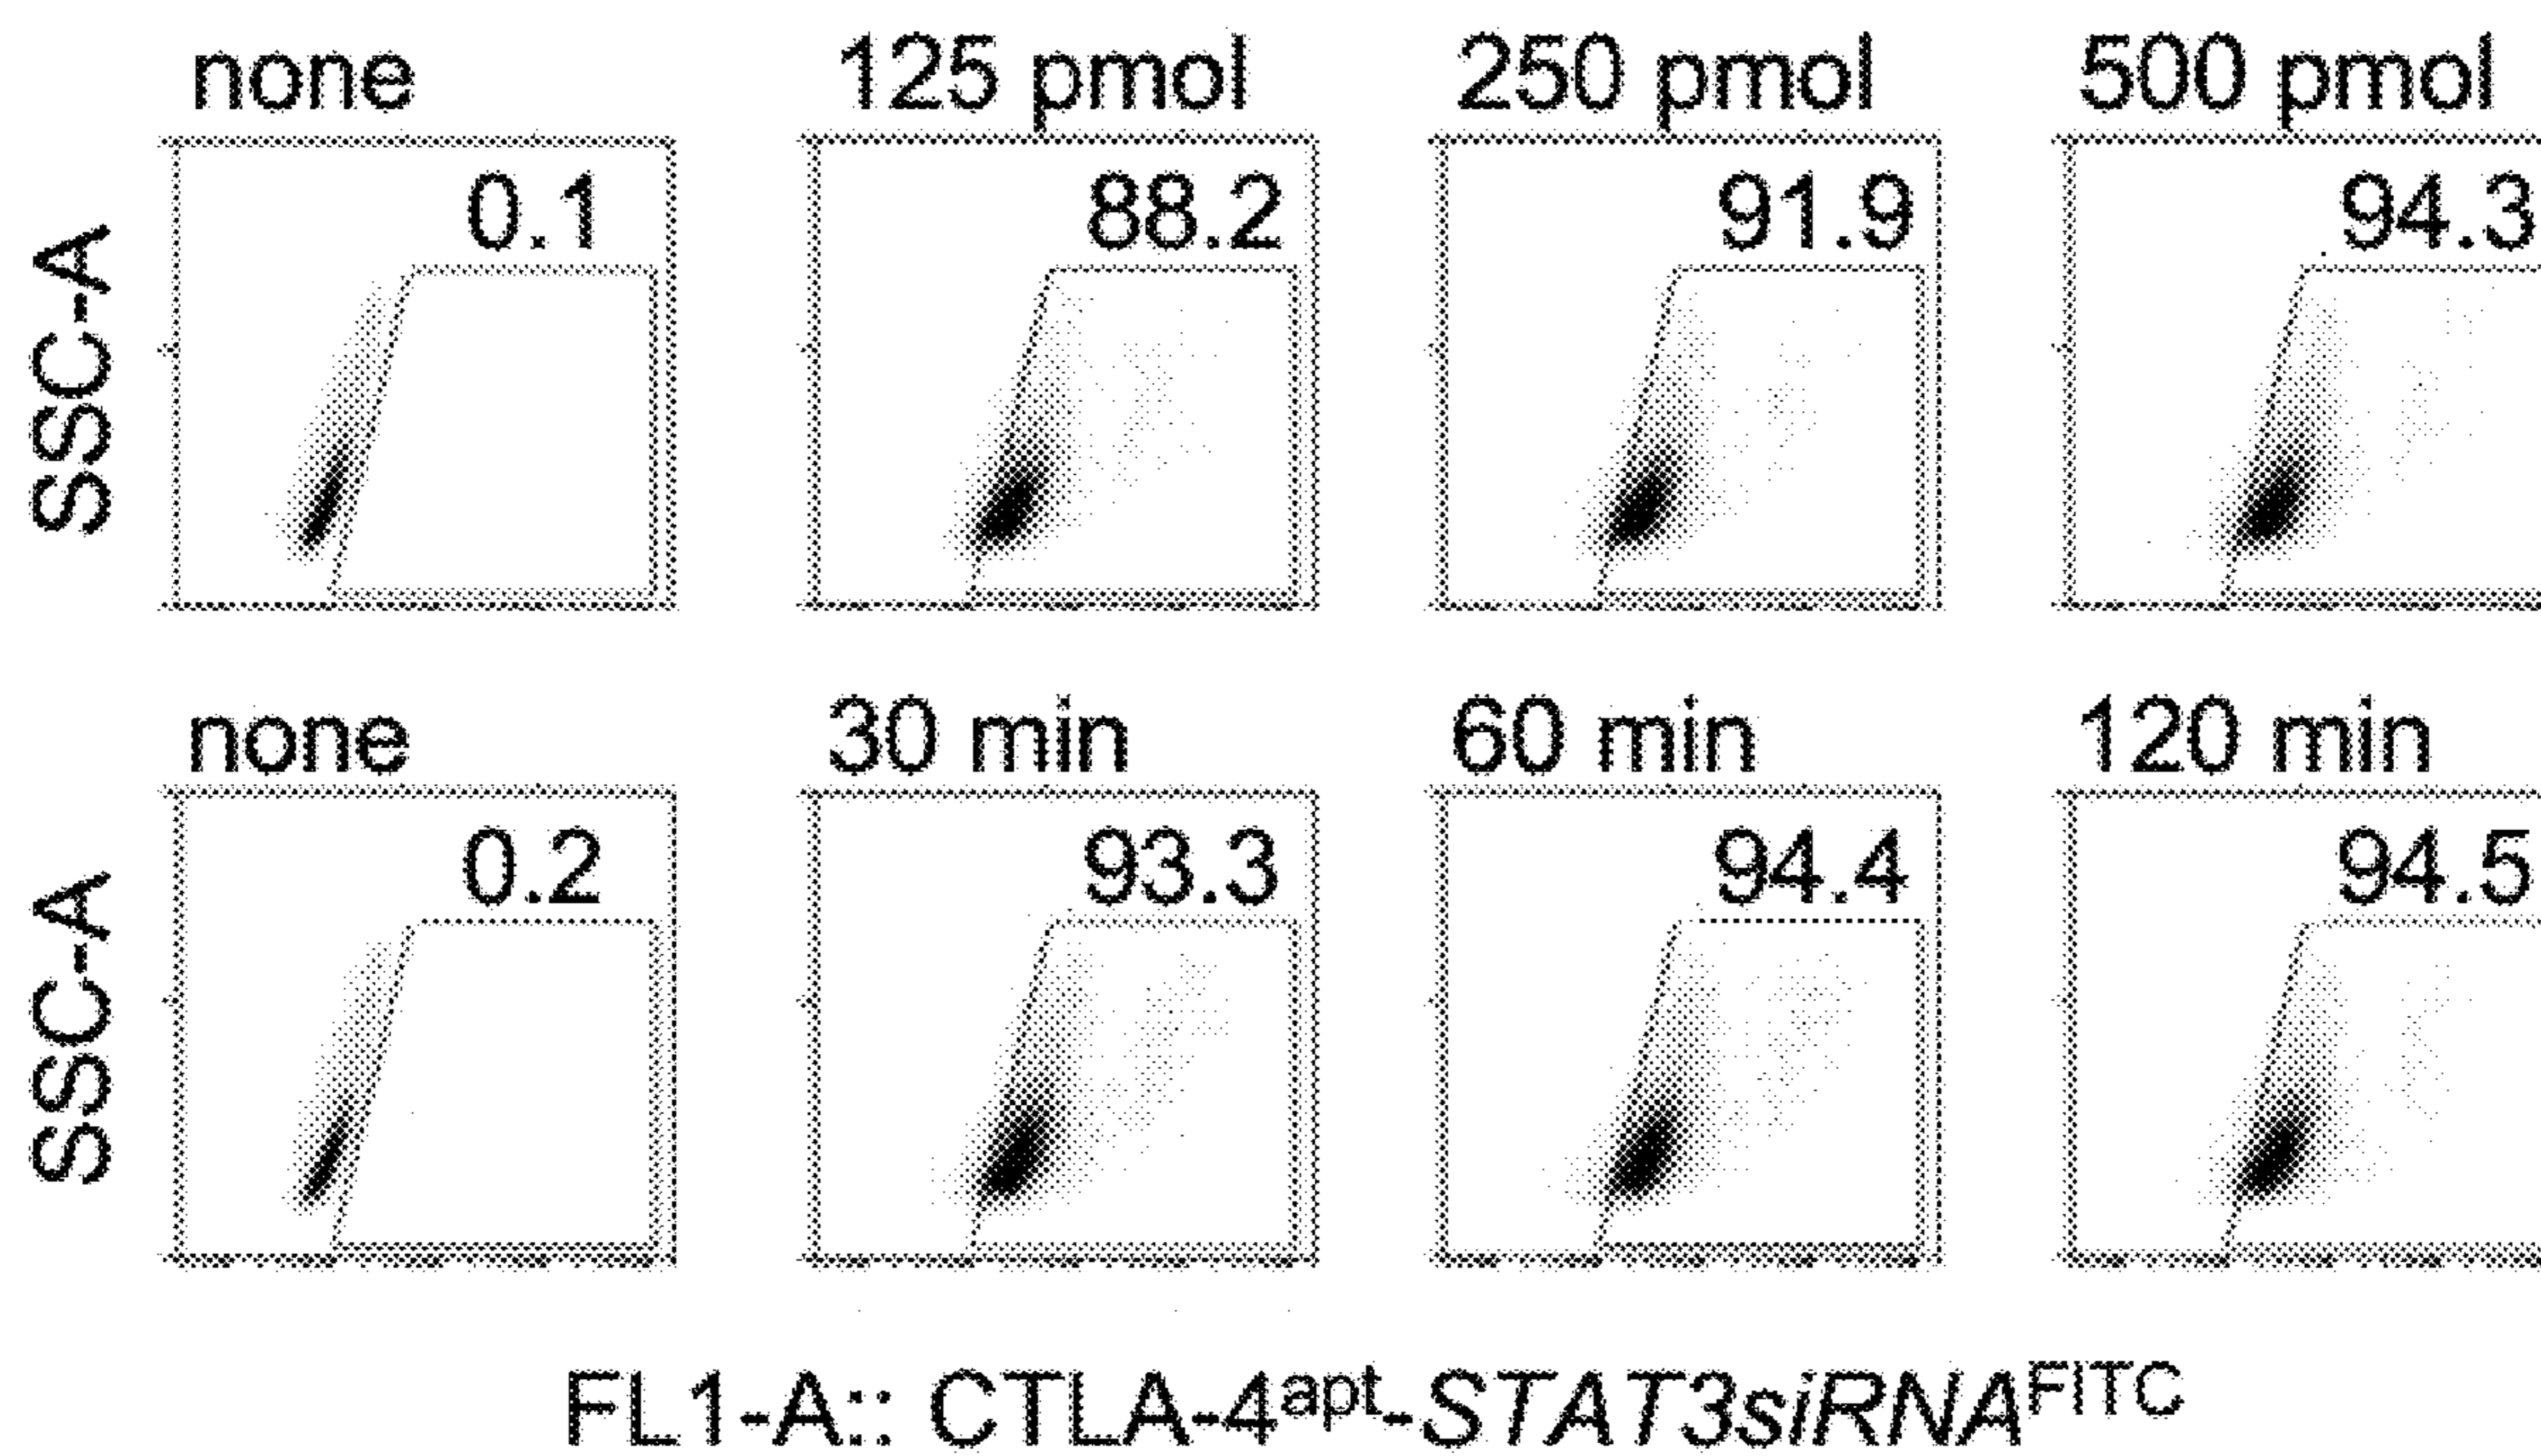 none 125 pmol 250 pmol 500 pmol
0.1 88.2 91.9 94.3
SSC-A
none 30 min 60 min 120 min
0.2 93.3 94.4 94.5
SSC-A
FL1-A:: CTLA-4apt-STAT3siRNAFITC